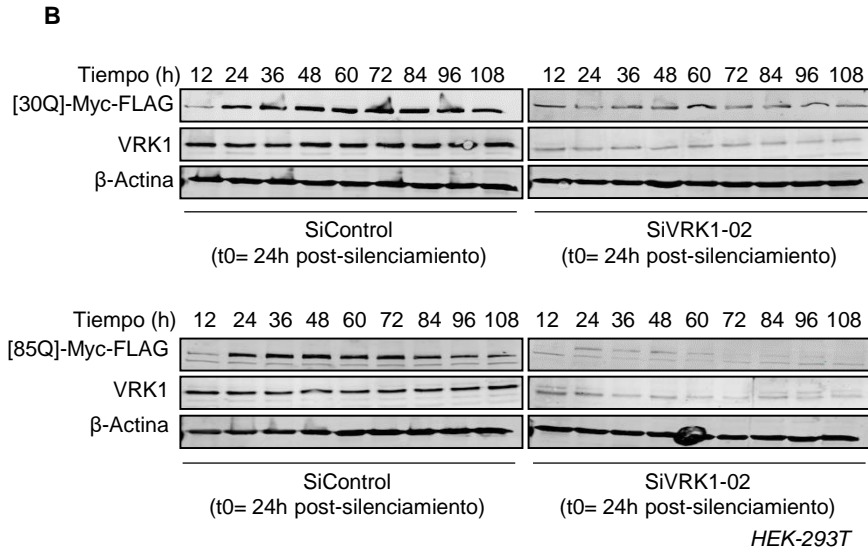 B
Tiempo (h) 12 24 36 48 60 72 84 96 108 12 24 36 48 60 72 84 96 108
[30Q]-Myc-FLAG
VRK1
β-Actina
SiControl SiVRK1-02
(t0= 24h post-silenciamiento) (t0= 24h post-silenciamiento)
Tiempo (h) 12 24 36 48 60 72 84 96 108 12 24 36 48 60 72 84 96 108
[85Q]-Myc-FLAG
VRK1
β-Actina
SiControl SiVRK1-02
(t0= 24h post-silenciamiento) (t0= 24h post-silenciamiento)
HEK-293T